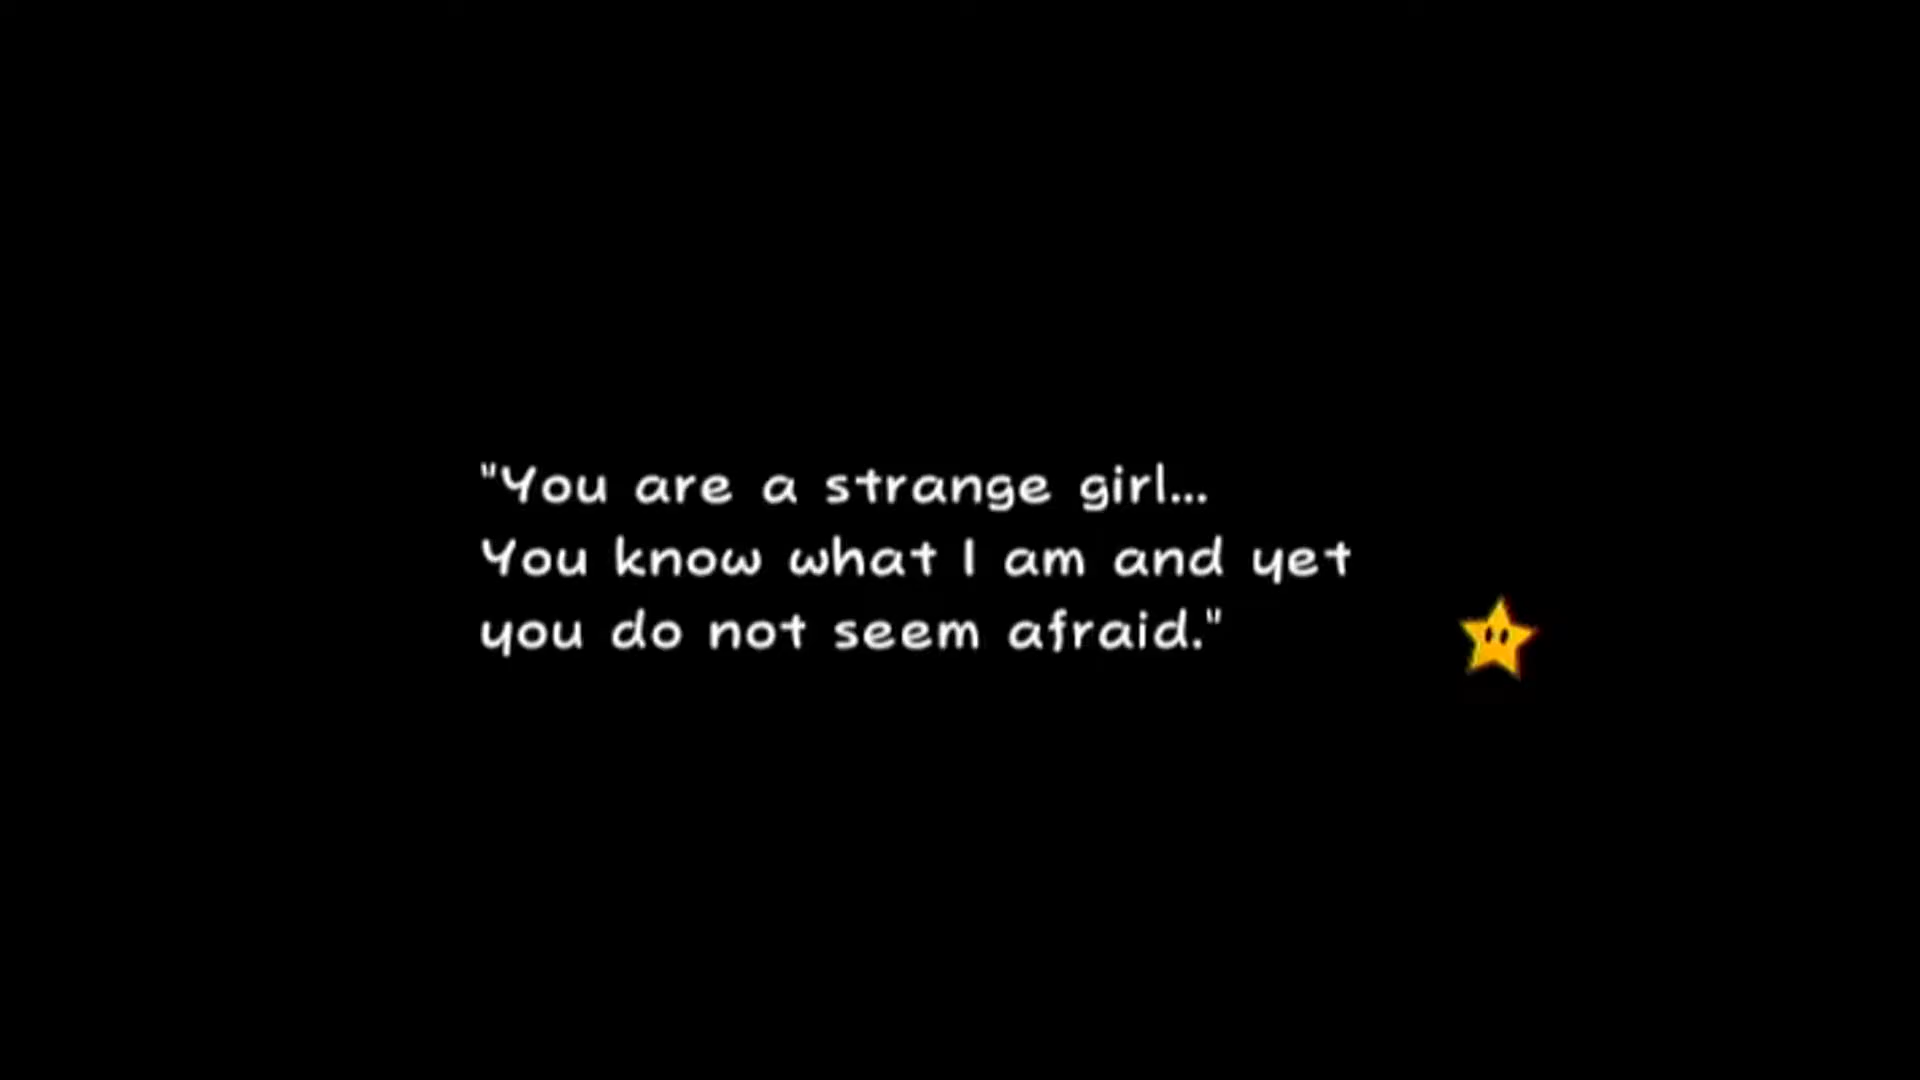 "You are a strange girl...
You know what I am and yet
you do not seem afraid."